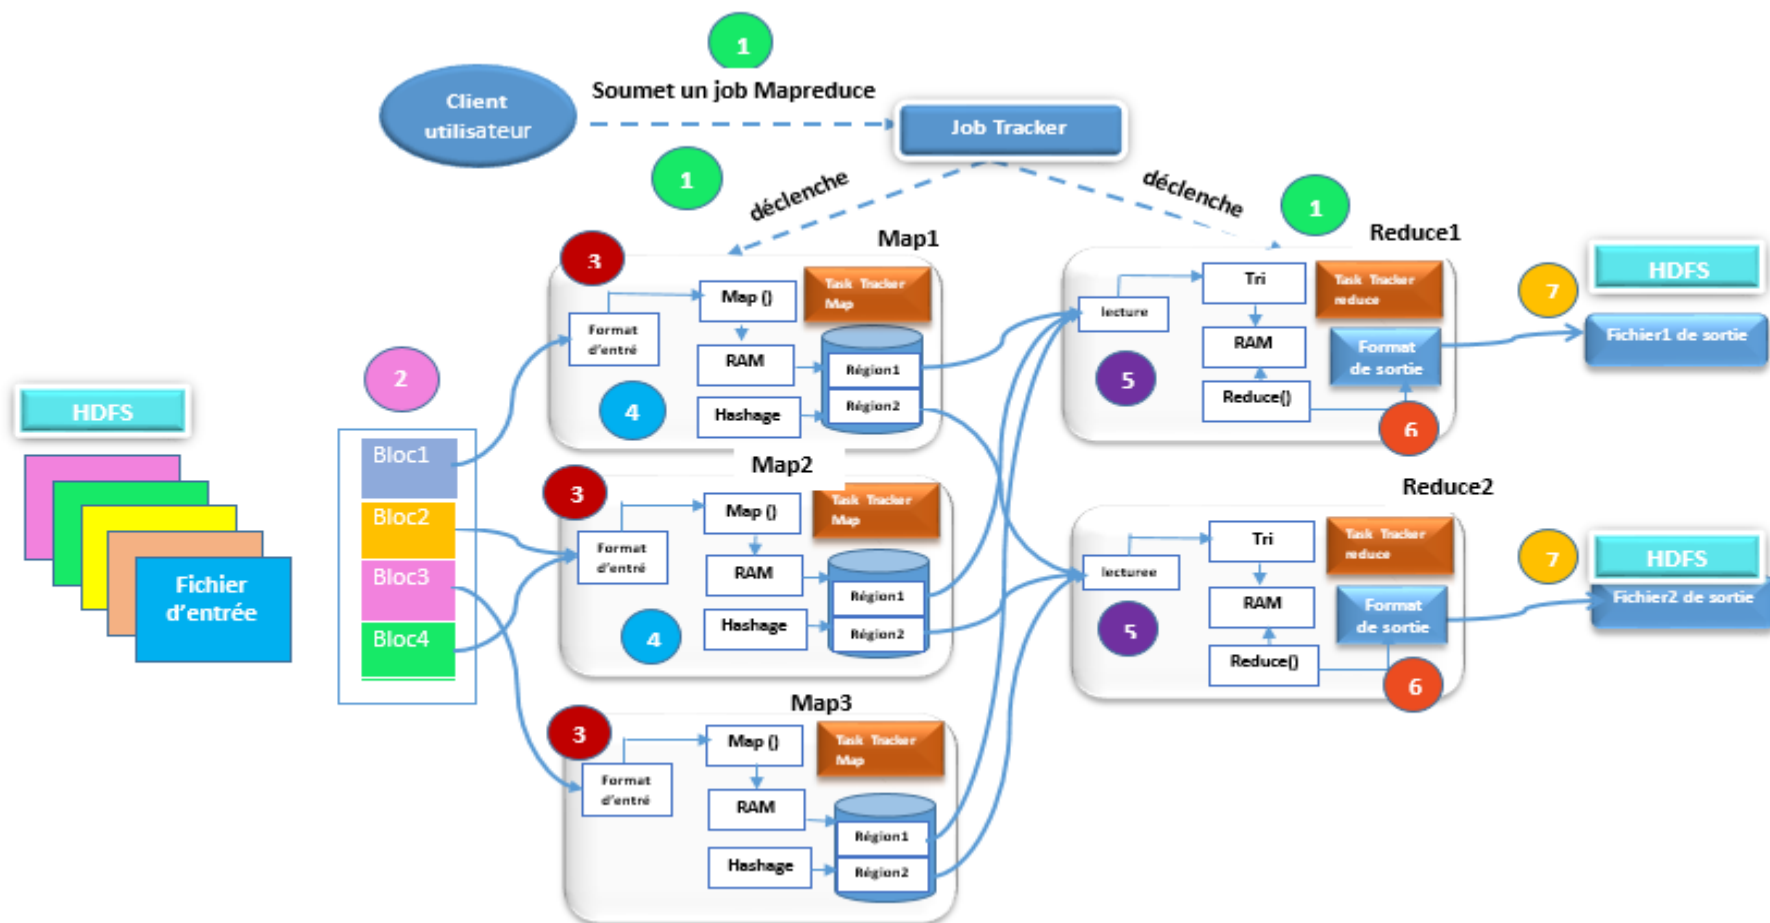 1
Soumet un job Mapreduce
Client
utilisateur
Job Tracker
1
déclenche
déclenche
1
Map1
Reduce1
3
Map ()
Task Tracker
Map
Format
d'entré
RAM
Région1
Région2
Hashage
4
lecture
Tri
Task Tracker
reduce
RAM
Format
de sortie
Reduce()
5
6
7
HDFS
Fichier1 de sortie
2
HDFS
Fichier
d'entrée
Bloc1
Bloc2
Bloc3
Bloc4
Map2
3
Map ()
Task Tracker
Map
Format
d'entré
RAM
Région1
Région2
Hashage
4
Reduce2
lecturee
Tri
Task Tracker
reduce
RAM
Format
de sortie
Reduce()
5
6
7
HDFS
Fichier2 de sortie
Map3
3
Map ()
Task Tracker
Map
Format
d'entré
RAM
Région1
Région2
Hashage